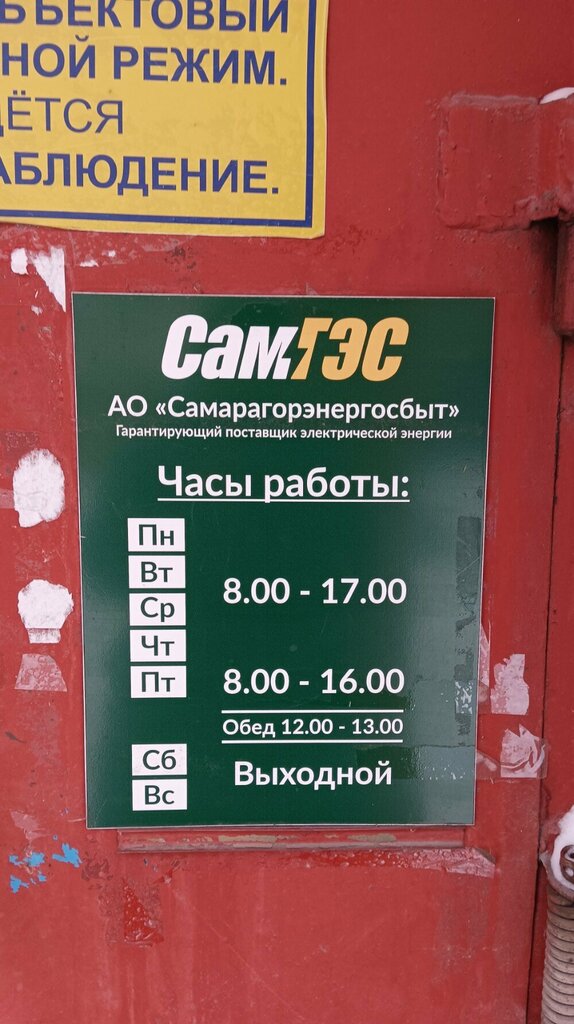 ЪЕКТОВЫЙ
НОЙ РЕЖИМ.
ЁТСЯ
АБЛЮДЕНИЕ.
СамГЭС
АО «Самарагорэнергосбыт»
Гарантирующий поставщик электрической энергии
Часы работы:
Пн
Вт
8.00 - 17.00
Ср
Чт
Пт 8.00 - 16.00
Обед 12.00 - 13.00
Сб
Выходной
Вс